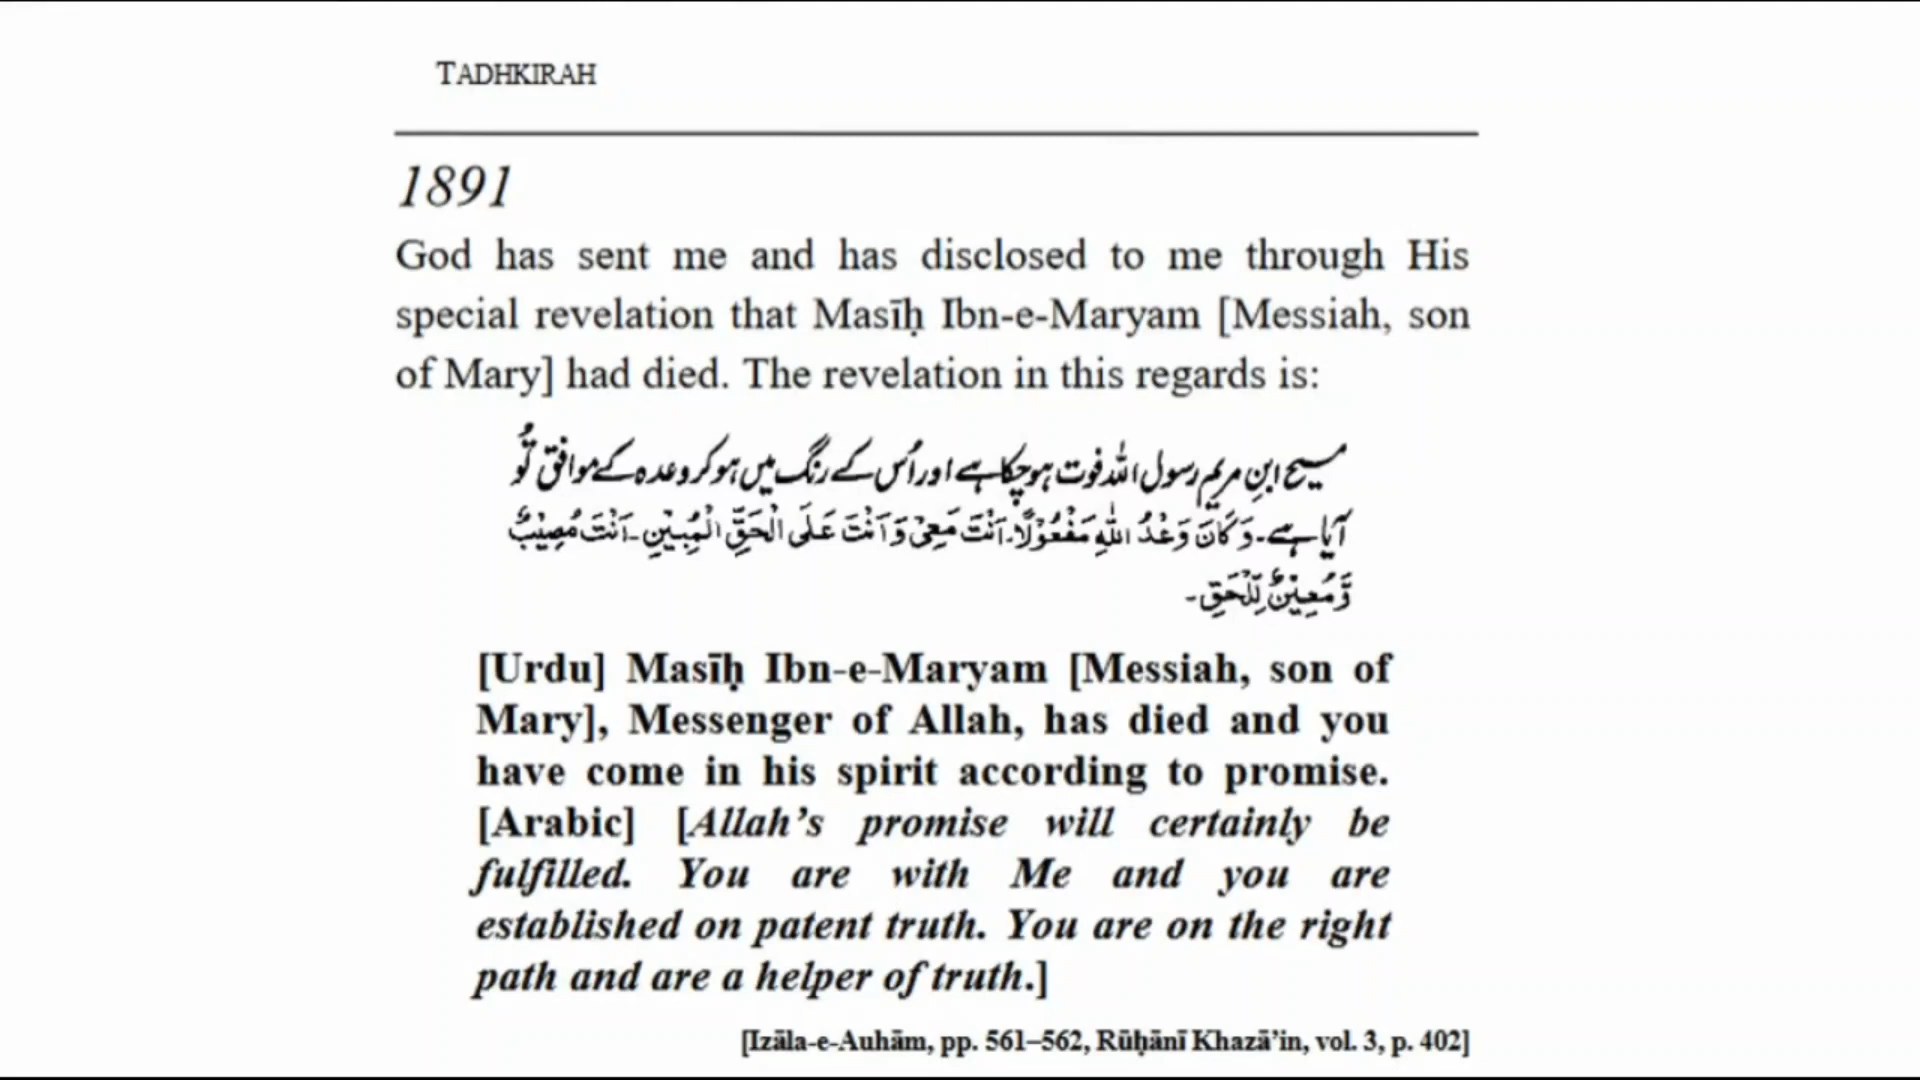 TADHKIRAH
1891
God has sent me and has disclosed to me through His
special revelation that Masīḥ Ibn-e-Maryam [Messiah, son
of Mary] had died. The revelation in this regards is:
مسیح ابنِ مریم رسول اللہ فوت ہوچکا ہے اور اُس کے رنگ میں ہو کر وعدہ کے موافق تُو
آیا ہے۔ وَكَانَ وَعْدُ اللّٰهِ مَفْعُوْلًا۔ اَنْتَ مَعِیْ وَ اَنْتَ عَلَى الْحَقِّ الْمُبِیْنِ۔ اَنْتَ مُصِیْبٌ
وَّ مُعِیْنٌ لِّلْحَقِّ۔
[Urdu] Masīḥ Ibn-e-Maryam [Messiah, son of
Mary], Messenger of Allah, has died and you
have come in his spirit according to promise.
[Arabic] [Allah’s promise will certainly be
fulfilled. You are with Me and you are
established on patent truth. You are on the right
path and are a helper of truth.]
[Izāla-e-Auhām, pp. 561–562, Rūḥānī Khazā’in, vol. 3, p. 402]